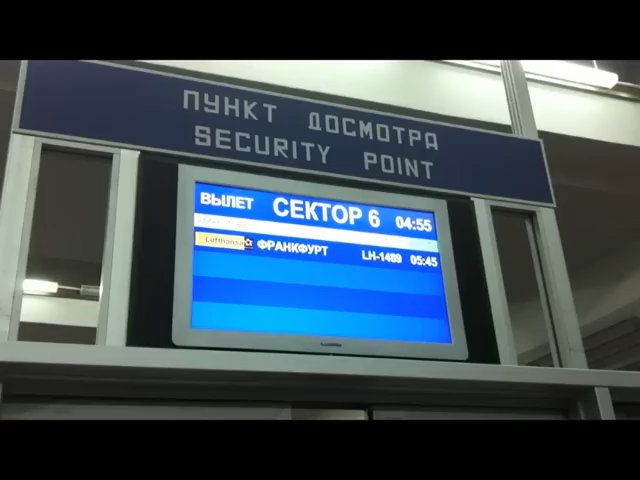 ПУНКТ ДОСМОТРА
SECURITY POINT
ВЫЛЕТ СЕКТОР 6 04:55
Lufthansa ФРАНКФУРТ LH-1489 05:45